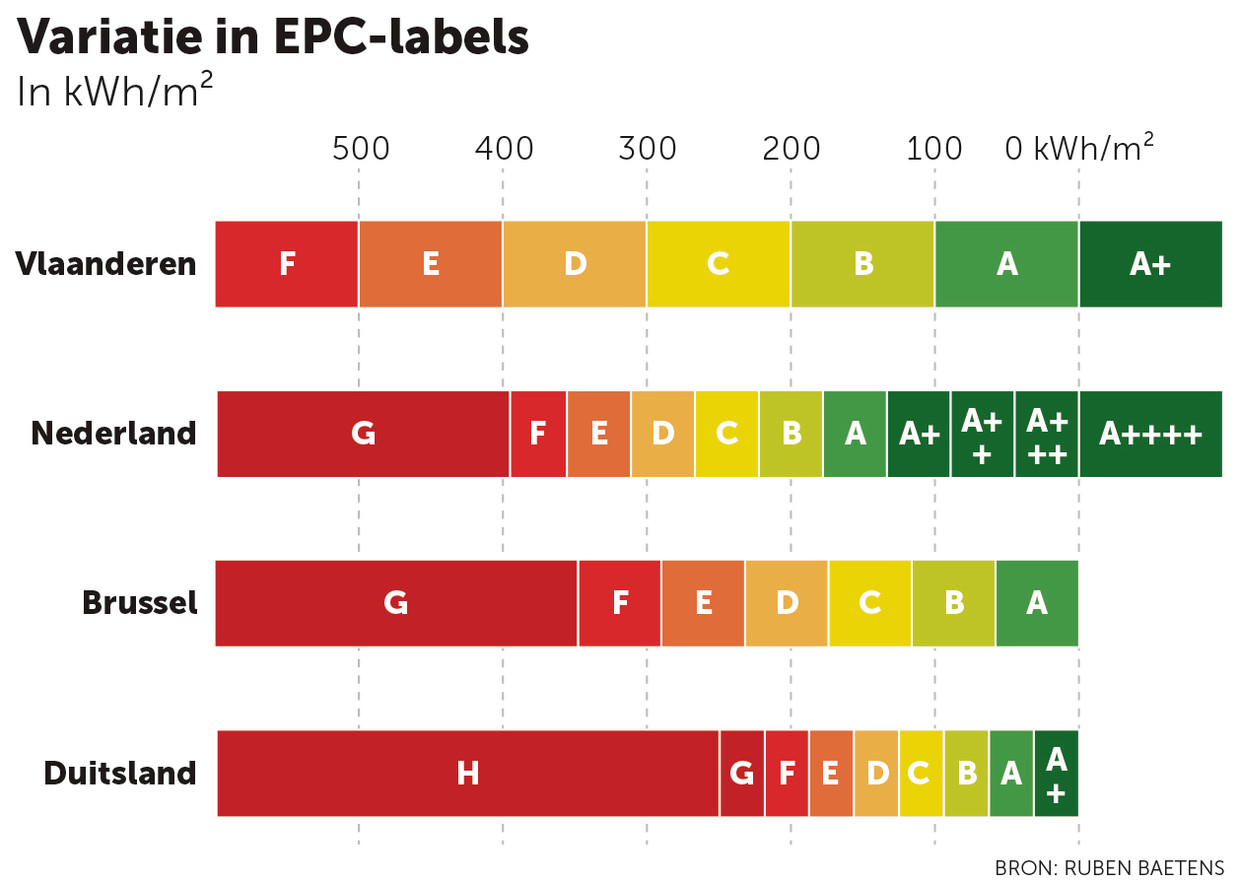 Variatie in EPC-labels
In kWh/m²
500 400 300 200 100 0 kWh/m²
Vlaanderen F E D C B A A+
Nederland G F E D C B A A+ A+ A+ A++++
+ ++
Brussel G F E D C B A
Duitsland H G F E D C B A A
+
BRON: RUBEN BAETENS